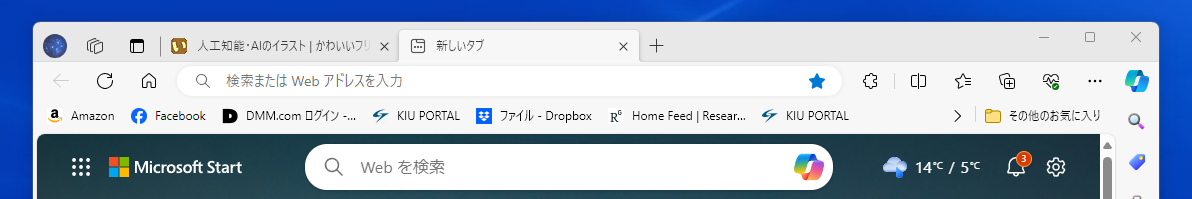 人工知能・AIのイラスト | かわいいフリ
新しいタブ
検索または Web アドレスを入力
Amazon
Facebook
DMM.com ログイン -...
KIU PORTAL
ファイル - Dropbox
R^G Home Feed | Resear...
KIU PORTAL
その他のお気に入り
Microsoft Start
Web を検索
14℃ / 5℃
3